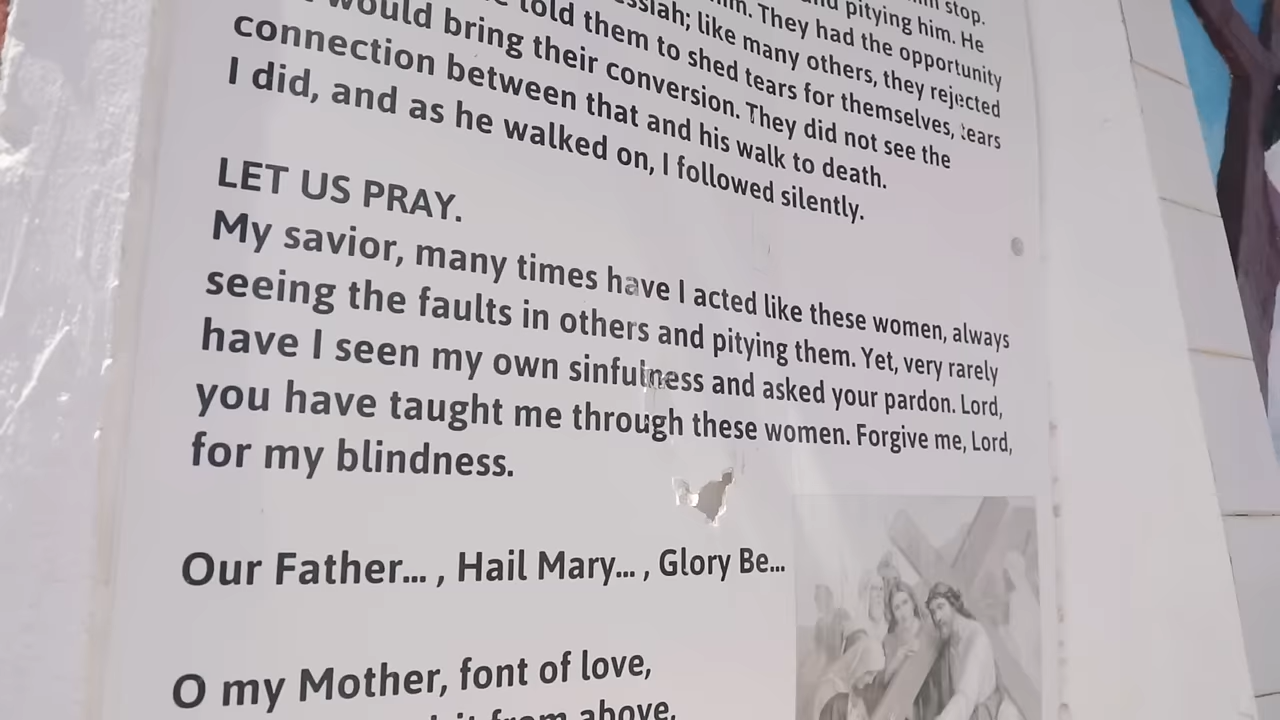 stop.
and pitying him. He
him. They had the opportunity
like many others, they rejected
told them to shed tears for themselves, tears
would bring their conversion. They did not see the
connection between that and his walk to death.
I did, and as he walked on, I followed silently.
LET US PRAY.
My savior, many times have I acted like these women, always
seeing the faults in others and pitying them. Yet, very rarely
have I seen my own sinfulness and asked your pardon. Lord,
you have taught me through these women. Forgive me, Lord,
for my blindness.
Our Father... , Hail Mary... , Glory Be...
O my Mother, font of love,
from above,